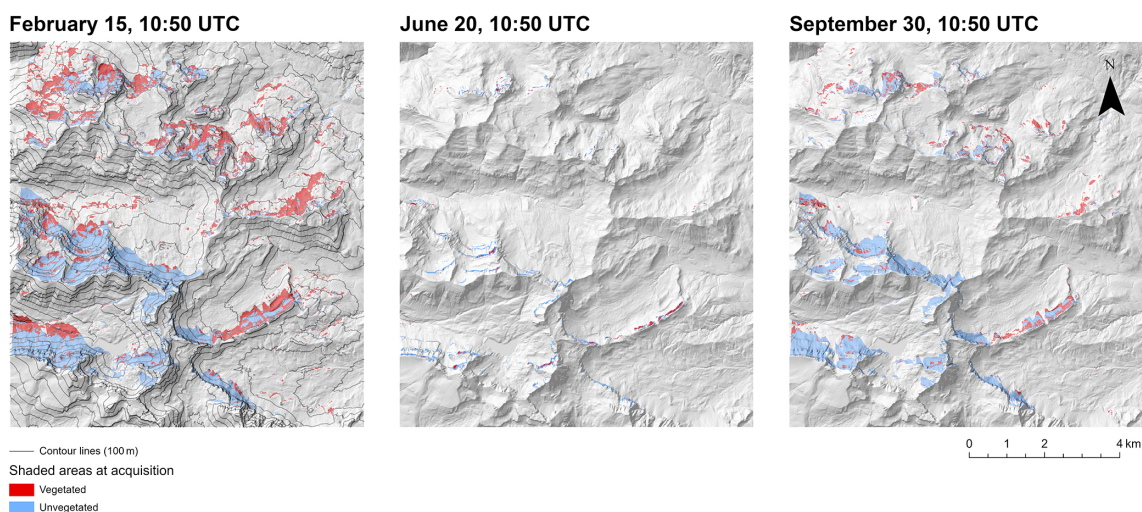 February 15, 10:50 UTC
June 20, 10:50 UTC
September 30, 10:50 UTC
N
Contour lines (100 m)
Shaded areas at acquisition
Vegetated
Unvegetated
0 1 2 4 km